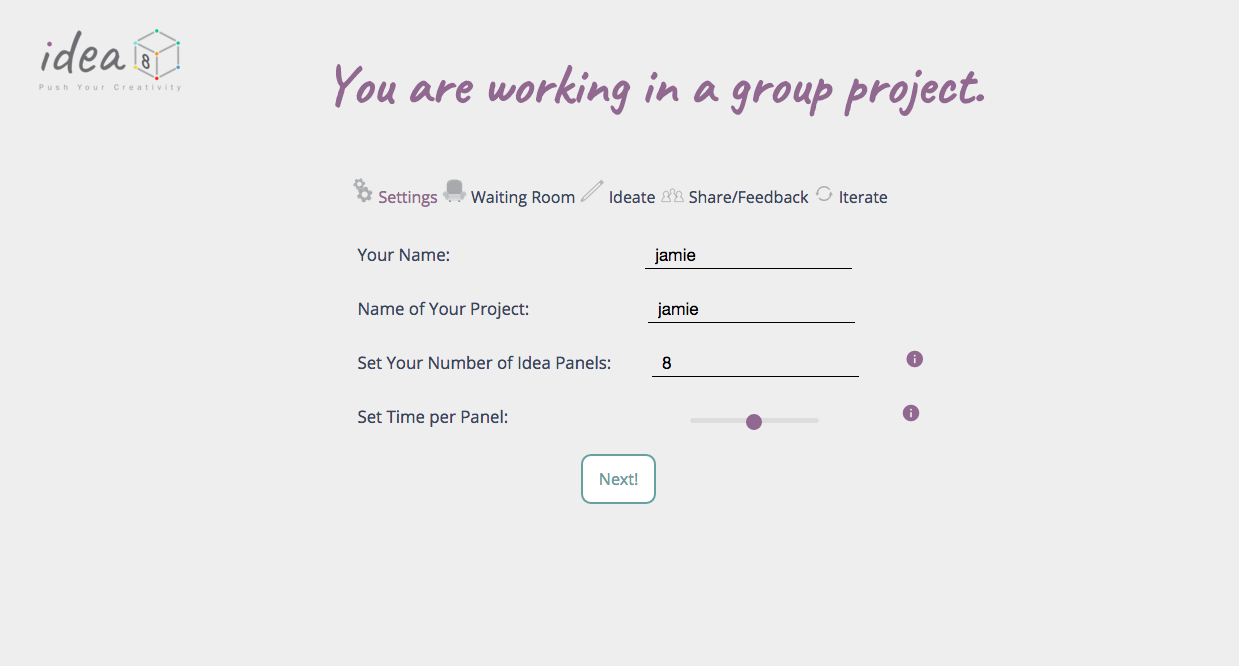 idea 8
Push Your Creativity
You are working in a group project.
Settings Waiting Room Ideate Share/Feedback Iterate
Your Name: jamie
Name of Your Project: jamie
Set Your Number of Idea Panels: 8 i
Set Time per Panel: i
Next!